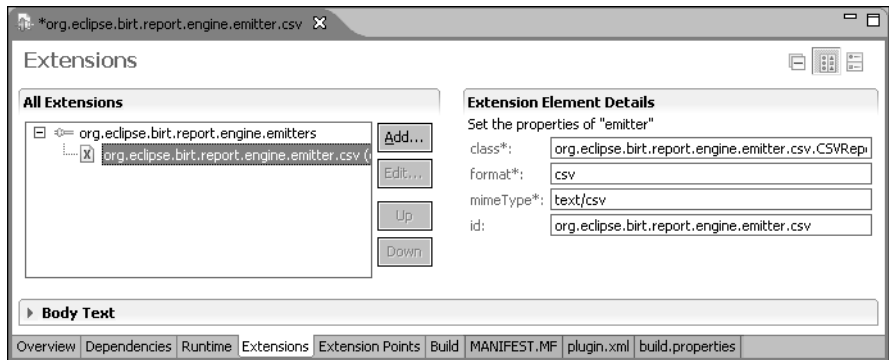 *org.eclipse.birt.report.engine.emitter.csv
Extensions
All Extensions
org.eclipse.birt.report.engine.emitters
org.eclipse.birt.report.engine.emitter.csv (
Add...
Edit...
Up
Down
Extension Element Details
Set the properties of "emitter"
class*: org.eclipse.birt.report.engine.emitter.csv.CSVRep
format*: csv
mimeType*: text/csv
id: org.eclipse.birt.report.engine.emitter.csv
Body Text
Overview Dependencies Runtime Extensions Extension Points Build MANIFEST.MF plugin.xml build.properties